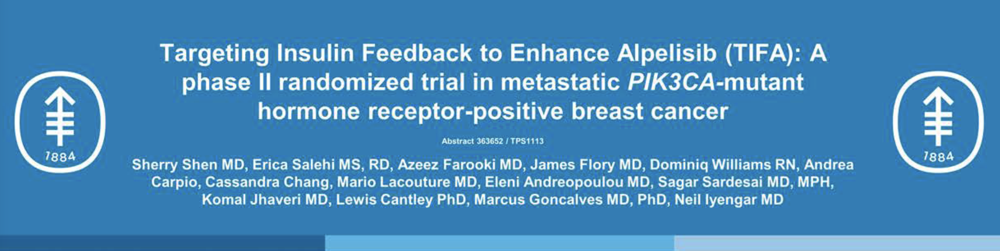 Targeting Insulin Feedback to Enhance Alpelisib (TIFA): A
phase II randomized trial in metastatic PIK3CA-mutant
hormone receptor-positive breast cancer
Abstract 363652 / TPS1113
Sherry Shen MD, Erica Salehi MS, RD, Azeez Farooki MD, James Flory MD, Dominiq Williams RN, Andrea
Carpio, Cassandra Chang, Mario Lacouture MD, Eleni Andreopoulou MD, Sagar Sardesai MD, MPH,
Komal Jhaveri MD, Lewis Cantley PhD, Marcus Goncalves MD, PhD, Neil Iyengar MD
1884
1884